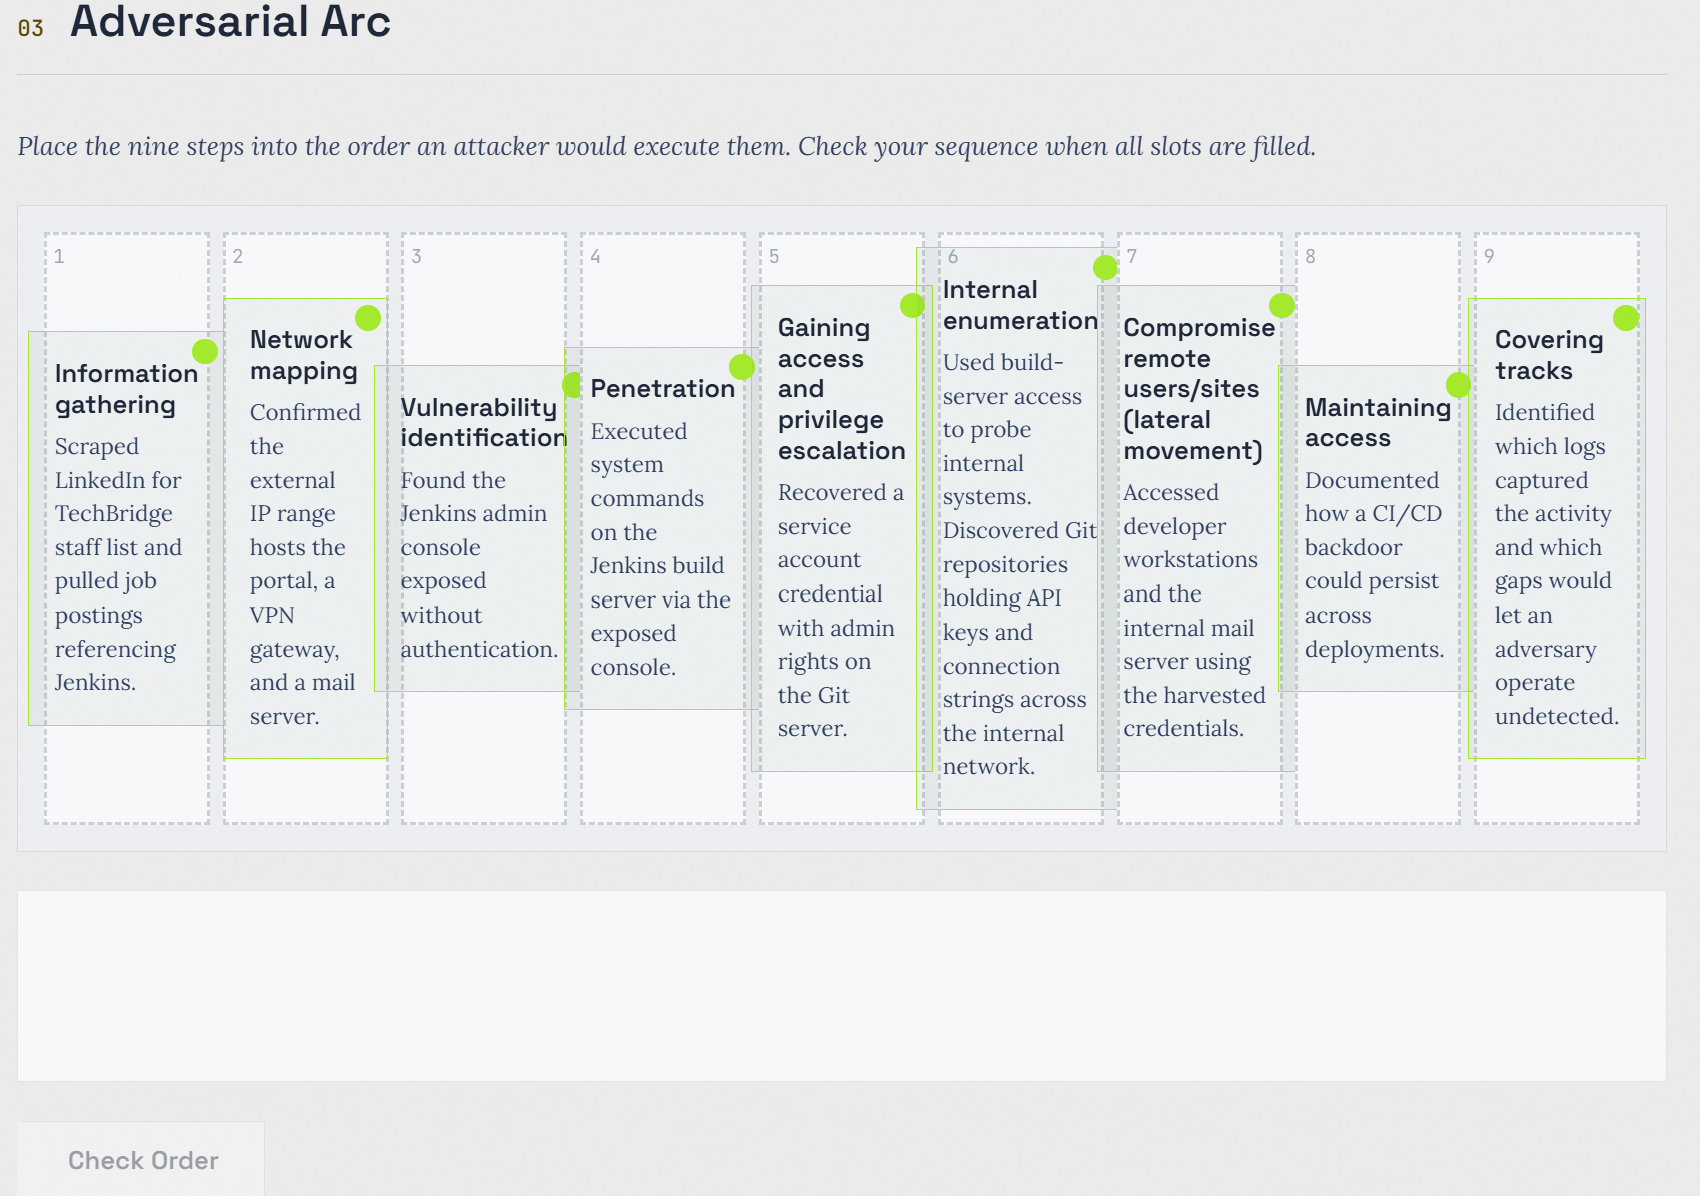 03 Adversarial Arc
Place the nine steps into the order an attacker would execute them. Check your sequence when all slots are filled.
1
Information
gathering
Scraped
LinkedIn for
TechBridge
staff list and
pulled job
postings
referencing
Jenkins.
2
Network
mapping
Confirmed
the
external
IP range
hosts the
portal, a
VPN
gateway,
and a mail
server.
3
Vulnerability
identification
Found the
Jenkins admin
console
exposed
without
authentication.
4
Penetration
Executed
system
commands
on the
Jenkins build
server via the
exposed
console.
5
Gaining
access
and
privilege
escalation
Recovered a
service
account
credential
with admin
rights on
the Git
server.
6
Internal
enumeration
Used build-
server access
to probe
internal
systems.
Discovered Git
repositories
holding API
keys and
connection
strings across
the internal
network.
7
Compromise
remote
users/sites
(lateral
movement)
Accessed
developer
workstations
and the
internal mail
server using
the harvested
credentials.
8
Maintaining
access
Documented
how a CI/CD
backdoor
could persist
across
deployments.
9
Covering
tracks
Identified
which logs
captured
the activity
and which
gaps would
let an
adversary
operate
undetected.
Check Order